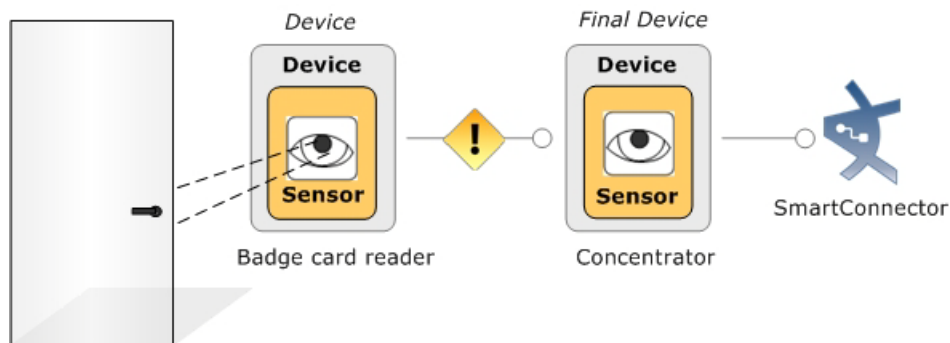 Device
Final Device
Device
Device
!
Sensor
Sensor
SmartConnector
Badge card reader
Concentrator